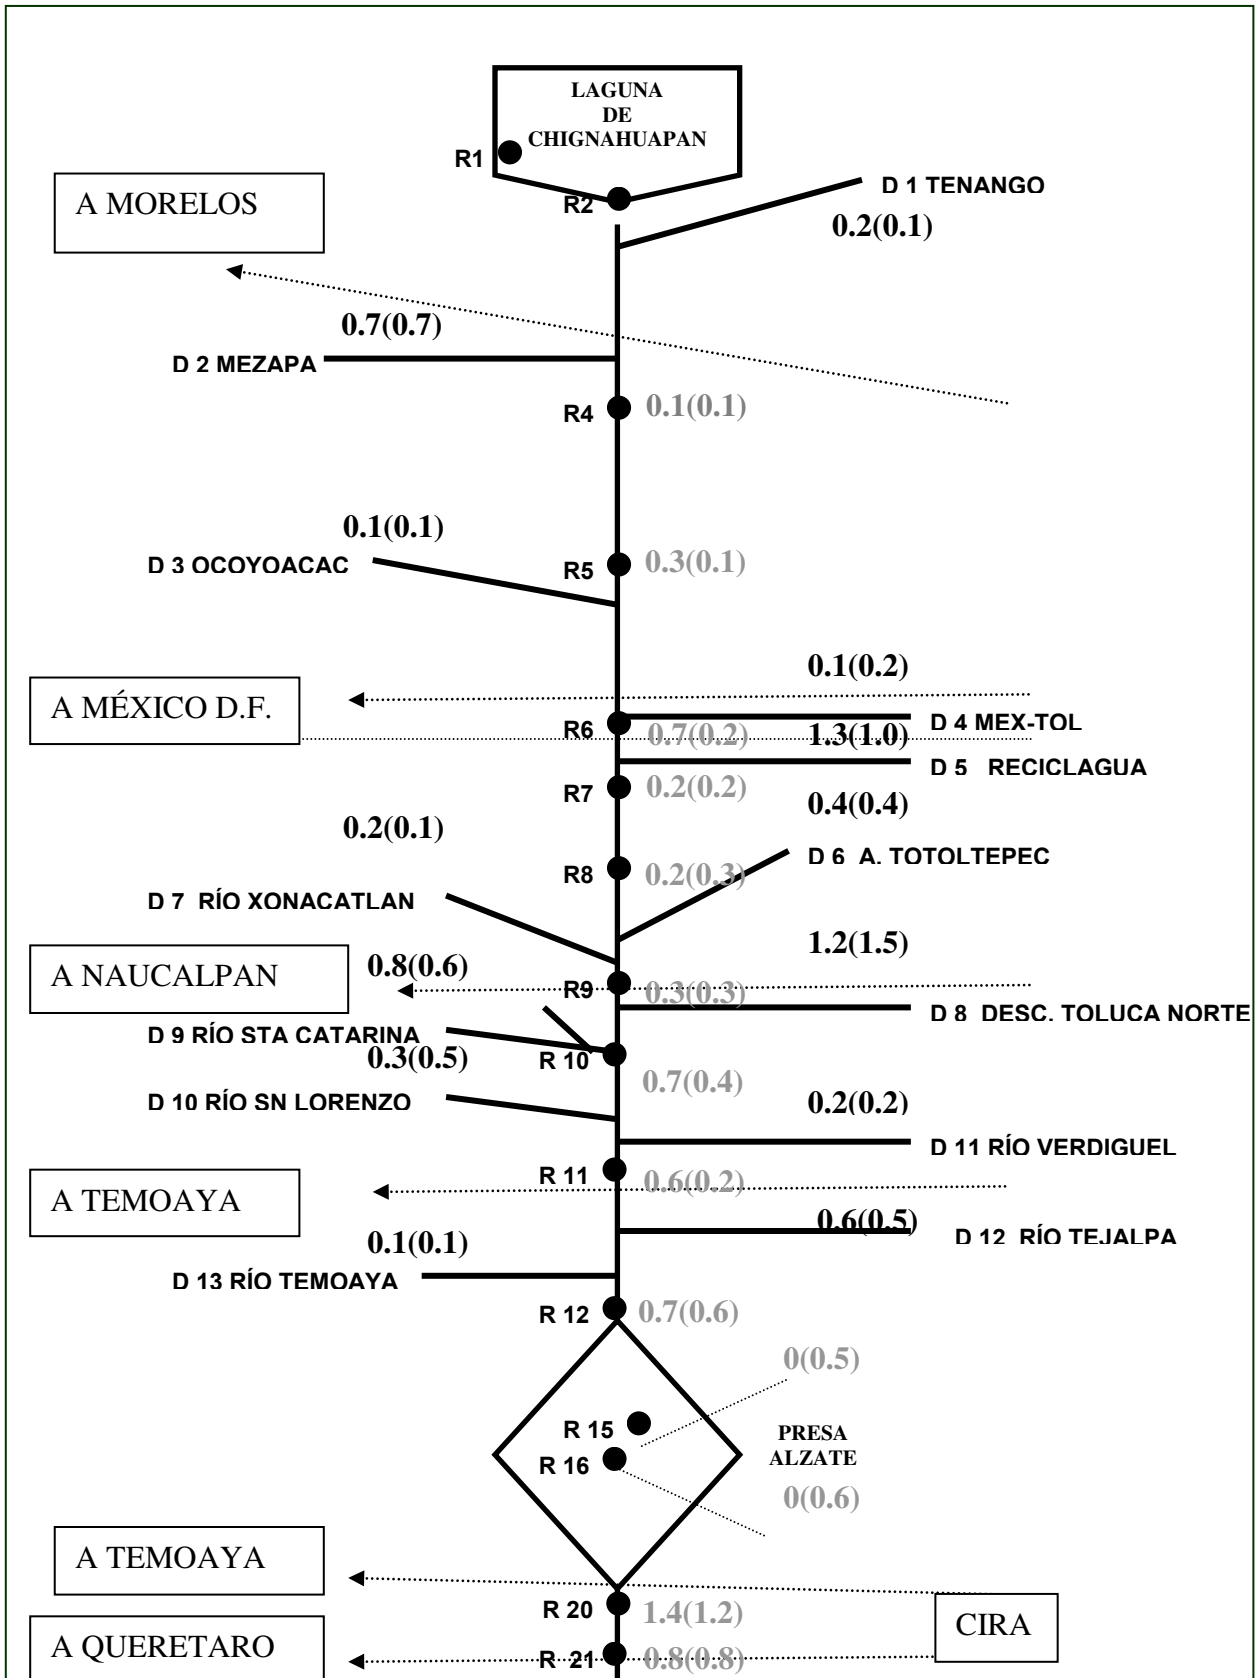 LAGUNA
DE
CHIGNAHUAPAN)
R1
R2
D 1 TENANGO
0.2(0.1)
A MORELOS
0.7(0.7)
D 2 MEZAPA
R4
0.1(0.1)
0.1(0.1)
D 3 OCOYOACAC
R5
0.3(0.1)
0.1(0.2)
A MÉXICO D.F.
R6
0.7(0.2)
1.3(1.0)
D 4 MEX-TOL
D 5 RECICLAGUA
R7
0.2(0.2)
0.4(0.4)
0.2(0.1)
D 6 A. TOTOLTEPEC
R8
0.2(0.3)
D 7 RÍO XONACATLAN
1.2(1.5)
A NAUCALPAN
0.8(0.6)
R9
0.3(0.3)
D 8 DESC. TOLUCA NORTE
D 9 RÍO STA CATARINA
0.3(0.5)
R 10
0.7(0.4)
D 10 RÍO SN LORENZO
0.2(0.2)
D 11 RÍO VERDIGUEL
R 11
0.6(0.2)
A TEMOAYA
0.6(0.5)
D 12 RÍO TEJALPA
0.1(0.1)
D 13 RÍO TEMOAYA
R 12
0.7(0.6)
0(0.5)
R 15
PRESA
ALZATE
R 16
0(0.6)
A TEMOAYA
R 20
1.4(1.2)
CIRA
A QUERETARO
R 21
0.8(0.8)